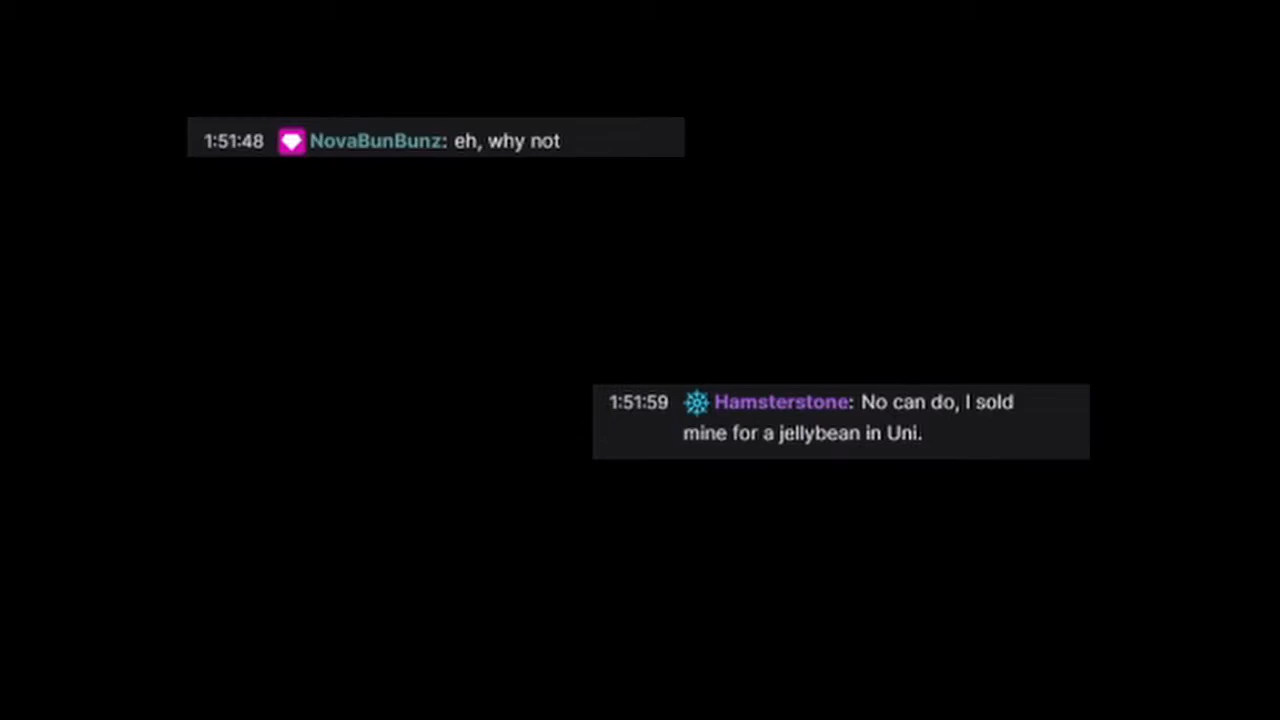 1:51:48 NovaBunBunz: eh, why not
1:51:59 Hamsterstone: No can do, I sold
mine for a jellybean in Uni.